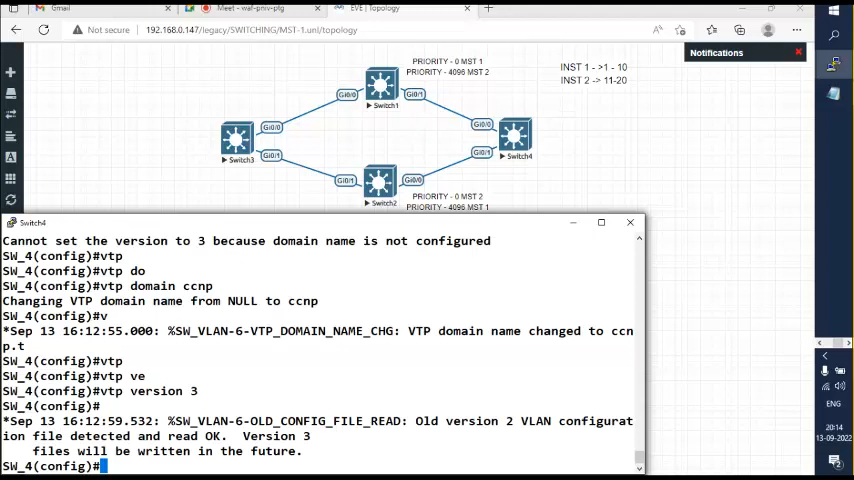 Gmail
Meet - waf-pniv-ptg
EVE | Topology
Not secure
192.168.0.147/legacy/SWITCHING/MST-1.unl/topology
Notifications
PRIORITY - 0 MST 1
PRIORITY - 4096 MST 2
INST 1 ->1 - 10
INST 2 -> 11-20
Gi0/0
Gi0/1
Switch1
Gi0/0
Gi0/0
Switch3
Gi0/1
Gi0/1
Switch4
Gi0/1
Gi0/0
Switch2
PRIORITY - 0 MST 2
PRIORITY - 4096 MST 1
Switch4
Cannot set the version to 3 because domain name is not configured
SW_4(config)#vtp
SW_4(config)#vtp do
SW_4(config)#vtp domain ccnp
Changing VTP domain name from NULL to ccnp
SW_4(config)#v
*Sep 13 16:12:55.000: %SW_VLAN-6-VTP_DOMAIN_NAME_CHG: VTP domain name changed to ccn
p.t
SW_4(config)#vtp
SW_4(config)#vtp ve
SW_4(config)#vtp version 3
SW_4(config)#
*Sep 13 16:12:59.532: %SW_VLAN-6-OLD_CONFIG_FILE_READ: Old version 2 VLAN configurat
ion file detected and read OK.  Version 3
    files will be written in the future.
SW_4(config)#
ENG
20:14
13-09-2022